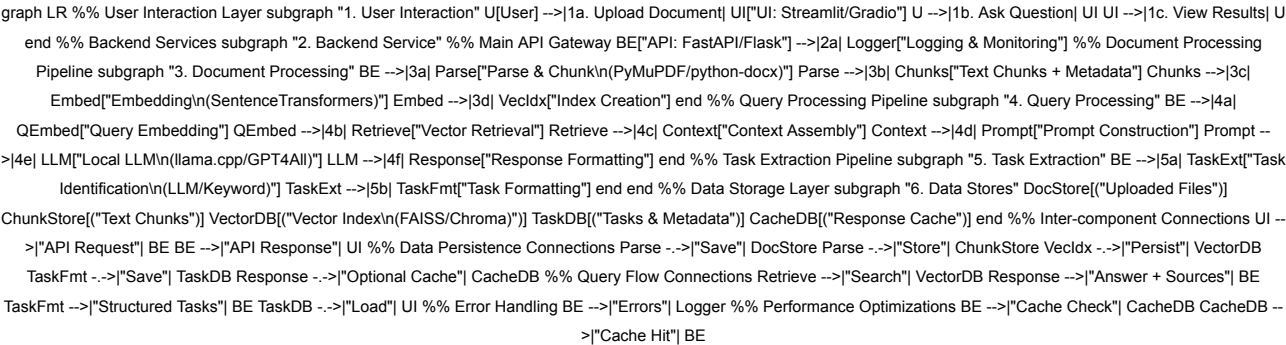 graph LR %% User Interaction Layer subgraph "1. User Interaction" U[User] -->|1a. Upload Document| UI["UI: Streamlit/Gradio"] U -->|1b. Ask Question| UI UI -->|1c. View Results| U
end %% Backend Services subgraph "2. Backend Service" %% Main API Gateway BE["API: FastAPI/Flask"] -->|2a| Logger["Logging & Monitoring"] %% Document Processing
Pipeline subgraph "3. Document Processing" BE -->|3a| Parse["Parse & Chunk\n(PyMuPDF/python-docx)"] Parse -->|3b| Chunks["Text Chunks + Metadata"] Chunks -->|3c|
Embed["Embedding\n(SentenceTransformers)"] Embed -->|3d| VecIdx["Index Creation"] end %% Query Processing Pipeline subgraph "4. Query Processing" BE -->|4a|
QEmbed["Query Embedding"] QEmbed -->|4b| Retrieve["Vector Retrieval"] Retrieve -->|4c| Context["Context Assembly"] Context -->|4d| Prompt["Prompt Construction"] Prompt --
>|4e| LLM["Local LLM\n(llama.cpp/GPT4All)"] LLM -->|4f| Response["Response Formatting"] end %% Task Extraction Pipeline subgraph "5. Task Extraction" BE -->|5a| TaskExt["Task
Identification\n(LLM/Keyword)"] TaskExt -->|5b| TaskFmt["Task Formatting"] end end %% Data Storage Layer subgraph "6. Data Stores" DocStore[("Uploaded Files")]
ChunkStore[("Text Chunks")] VectorDB[("Vector Index\n(FAISS/Chroma)")] TaskDB[("Tasks & Metadata")] CacheDB[("Response Cache")] end %% Inter-component Connections UI --
>|"API Request"| BE BE -->|"API Response"| UI %% Data Persistence Connections Parse -.->|"Save"| DocStore Parse -.->|"Store"| ChunkStore VecIdx -.->|"Persist"| VectorDB
TaskFmt -.->|"Save"| TaskDB Response -.->|"Optional Cache"| CacheDB %% Query Flow Connections Retrieve -->|"Search"| VectorDB Response -->|"Answer + Sources"| BE
TaskFmt -->|"Structured Tasks"| BE TaskDB -.->|"Load"| UI %% Error Handling BE -->|"Errors"| Logger %% Performance Optimizations BE -->|"Cache Check"| CacheDB CacheDB --
>|"Cache Hit"| BE